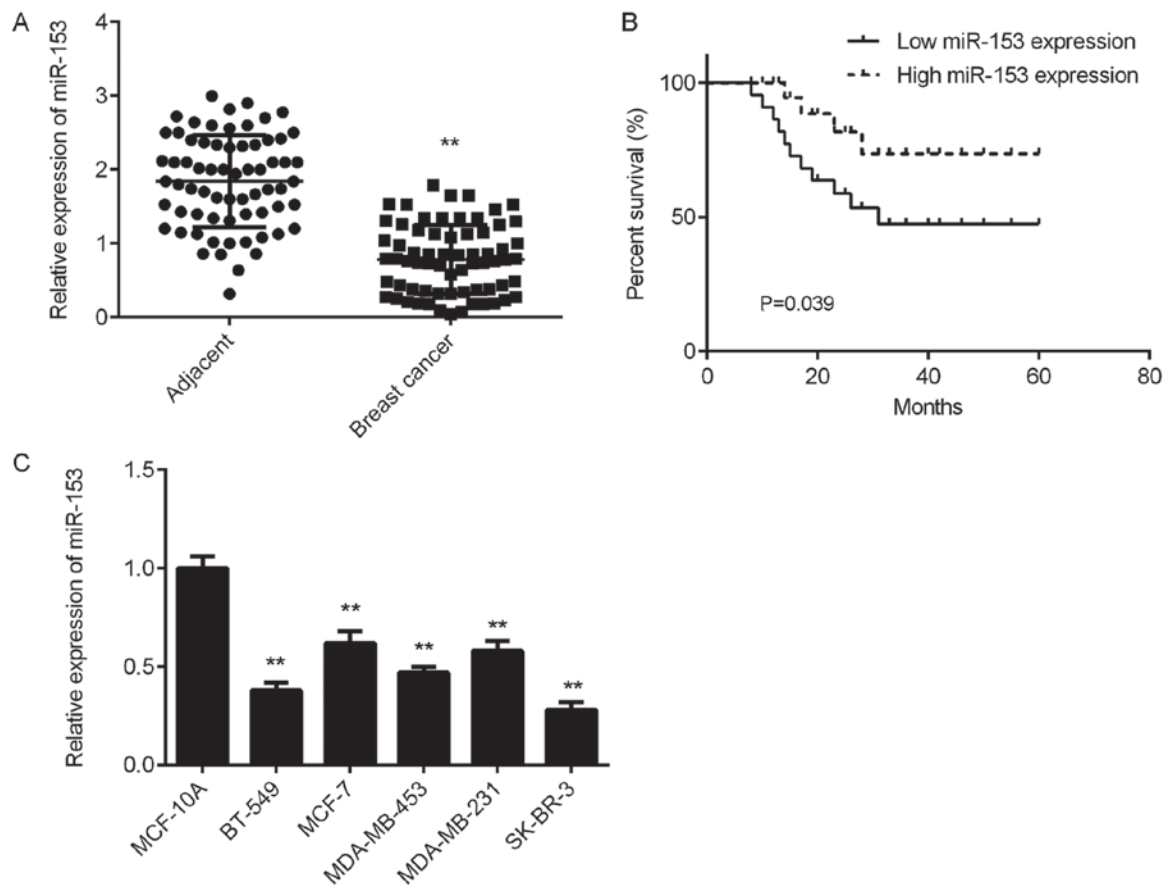 A
Relative expression of miR-153
4
3
2
1
0
**
Adjacent
Breast cancer
B
Low miR-153 expression
High miR-153 expression
Percent survival (%)
100
50
0
P=0.039
0 20 40 60 80
Months
C
Relative expression of miR-153
1.5
1.0
0.5
0.0
** ** ** ** **
MCF-10A
BT-549
MCF-7
MDA-MB-453
MDA-MB-231
SK-BR-3